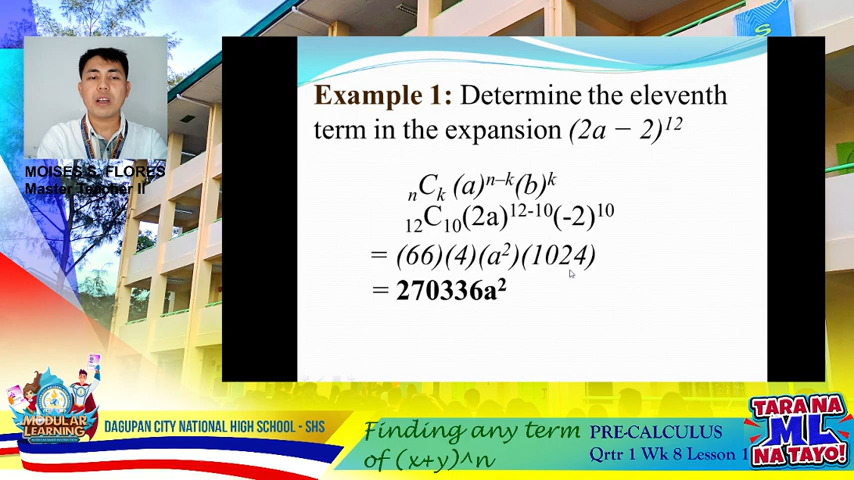 Example 1: Determine the eleventh
term in the expansion (2a − 2)¹²
ₙCₖ (a)ⁿ⁻ᵏ(b)ᵏ
₁₂C₁₀(2a)¹²⁻¹⁰(-2)¹⁰
= (66)(4)(a²)(1024)
= 270336a²
MOISES S. FLORES
Master Teacher II
MODULAR
LEARNING
DAGUPAN CITY NATIONAL HIGH SCHOOL - SHS
Finding any term
of (x+y)^n
PRE-CALCULUS
Qrtr 1 Wk 8 Lesson 1
TARA NA
ML
NA TAYO!